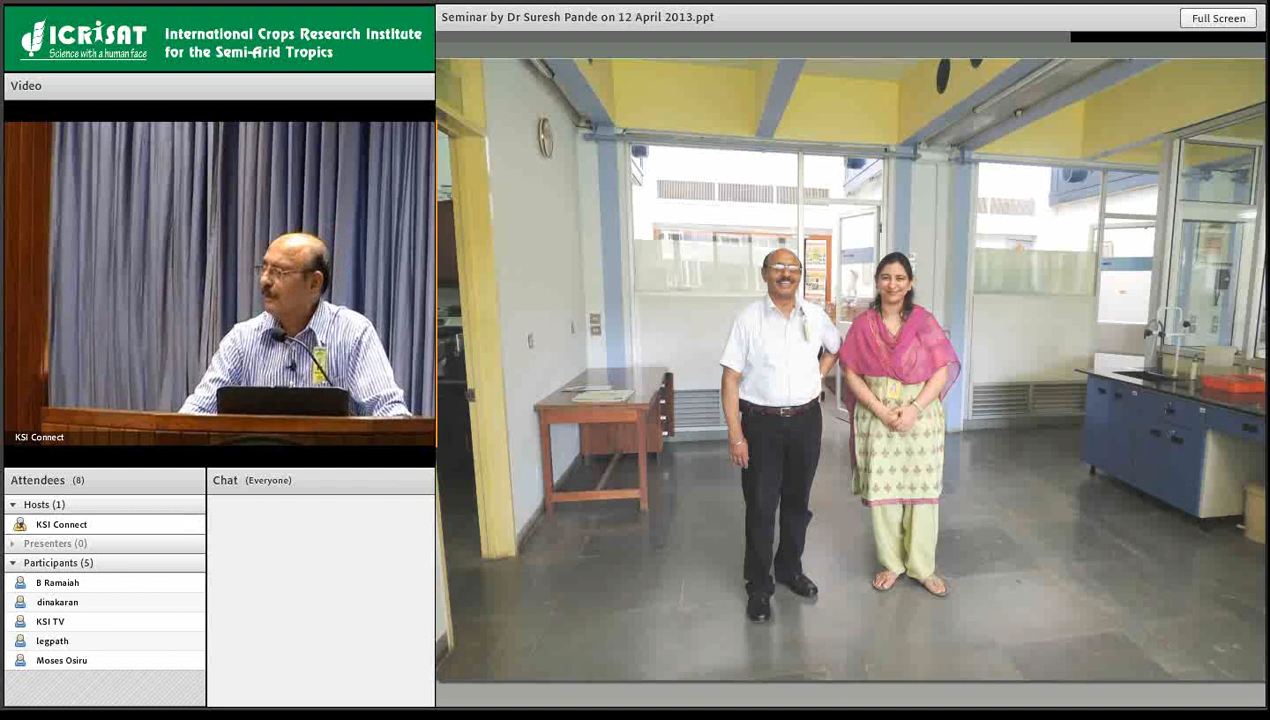 ICRISAT
Science with a human face
International Crops Research Institute
for the Semi-Arid Tropics
Seminar by Dr Suresh Pande on 12 April 2013.ppt
Full Screen
Video
KSI Connect
Attendees (8)
Hosts (1)
KSI Connect
Presenters (0)
Participants (5)
B Ramaiah
dinakaran
KSI TV
legpath
Moses Osiru
Chat (Everyone)